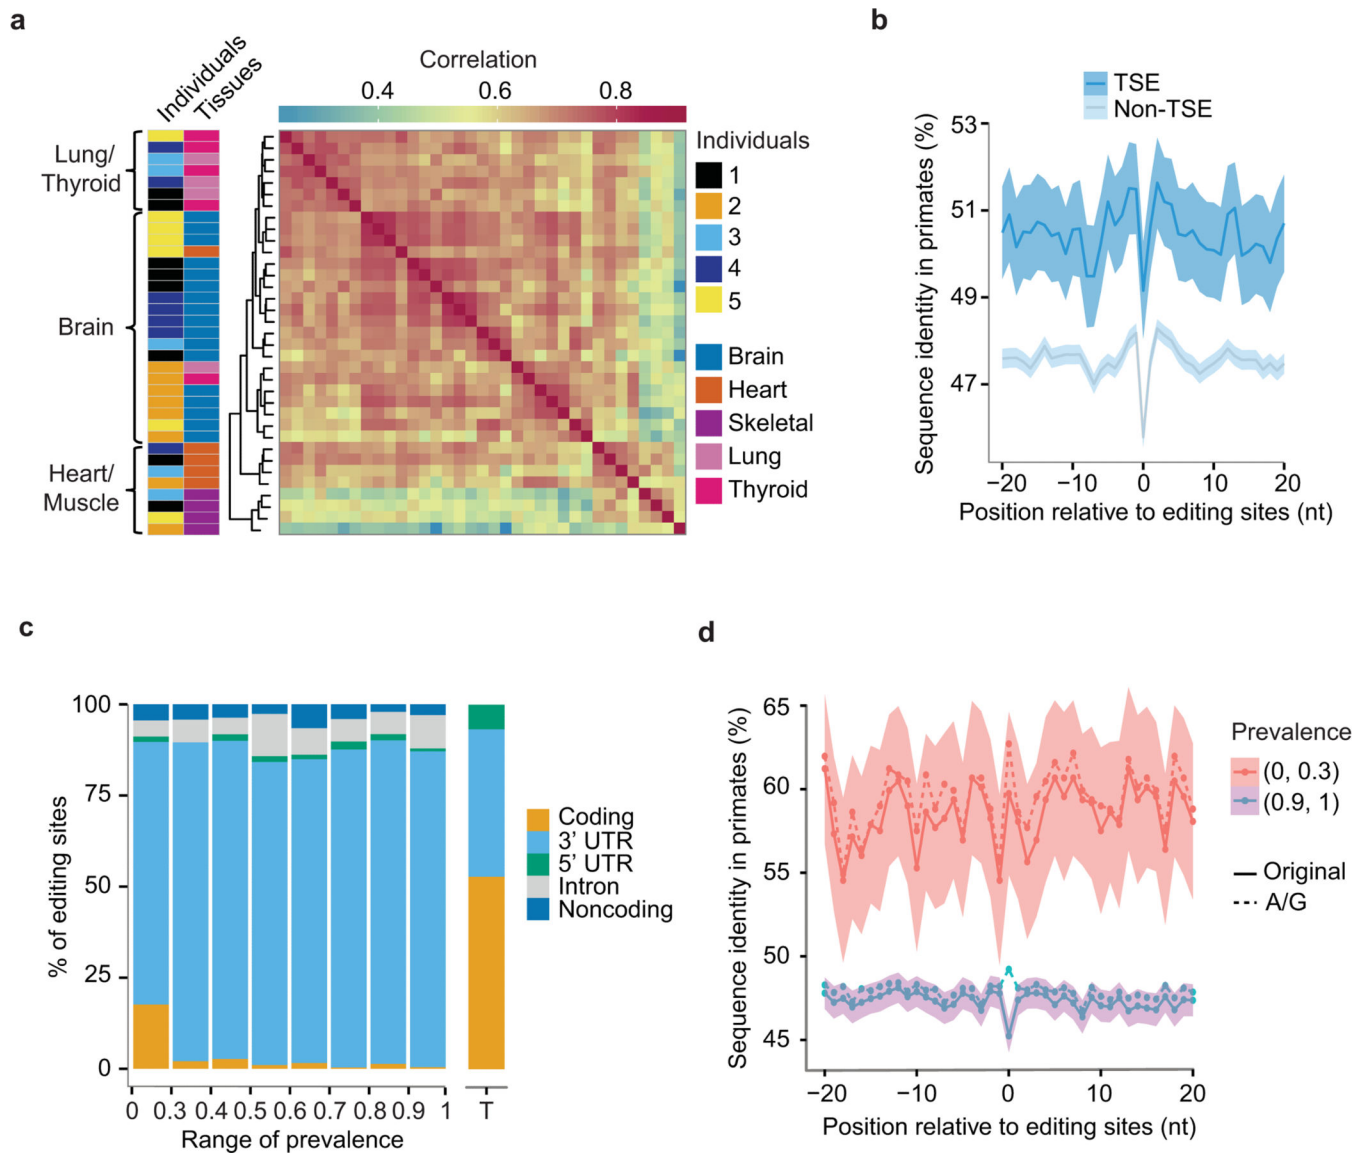 a
Individuals
Tissues
Correlation
0.4 0.6 0.8
Lung/
Thyroid
Brain
Heart/
Muscle
Individuals
1
2
3
4
5
Brain
Heart
Skeletal
Lung
Thyroid
b
TSE
Non-TSE
Sequence identity in primates (%)
53
51
49
47
−20 −10 0 10 20
Position relative to editing sites (nt)
c
% of editing sites
100
75
50
25
0
0 0.3 0.4 0.5 0.6 0.7 0.8 0.9 1 T
Range of prevalence
Coding
3’ UTR
5’ UTR
Intron
Noncoding
d
Sequence identity in primates (%)
65
60
55
50
45
−20 −10 0 10 20
Position relative to editing sites (nt)
Prevalence
(0, 0.3)
(0.9, 1)
Original
A/G